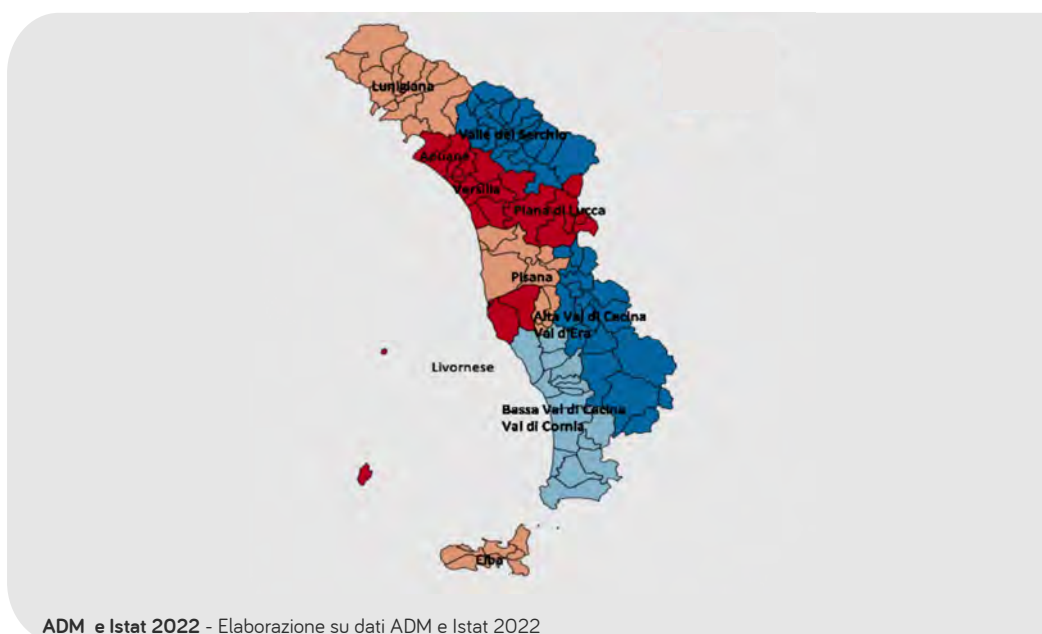 Lunigiana
Valle del Serchio
Apuane
Versilia
Piana di Lucca
Pisana
Alta Val di Cecina
Val d'Era
Livornese
Bassa Val di Cecina
Val di Cornia
Elba
ADM e Istat 2022 - Elaborazione su dati ADM e Istat 2022